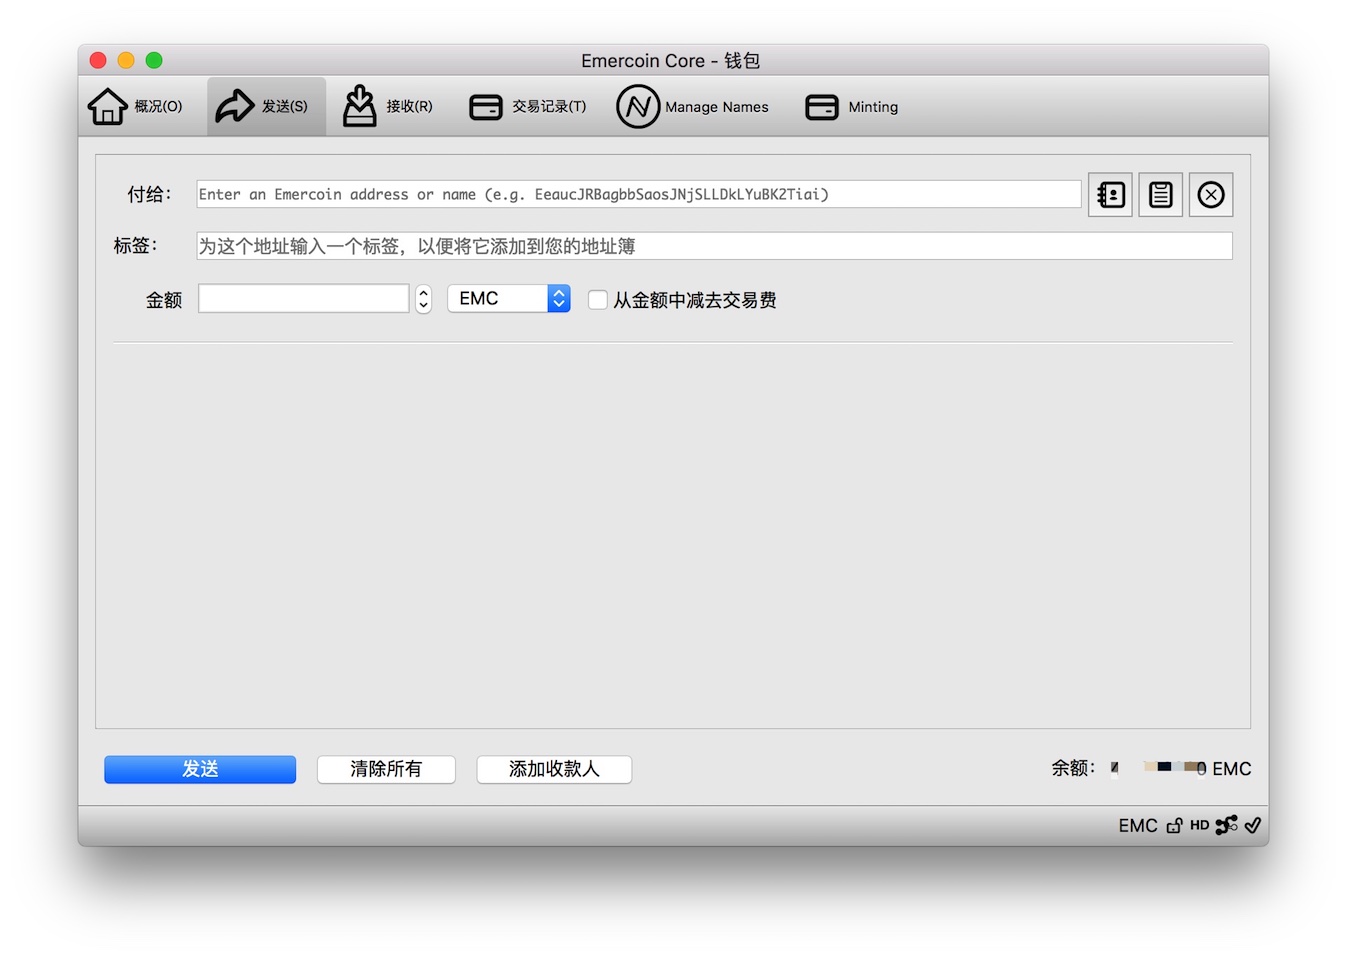 Emercoin Core - 钱包
概况(O) 发送(S) 接收(R) 交易记录(T) Manage Names Minting
付给： Enter an Emercoin address or name (e.g. EeaucJRBagbbSaosJNjSLLDkLYuBK2Tiai)
标签： 为这个地址输入一个标签，以便将它添加到您的地址簿
金额 EMC 从金额中减去交易费
发送 清除所有 添加收款人 余额： EMC
EMC HD